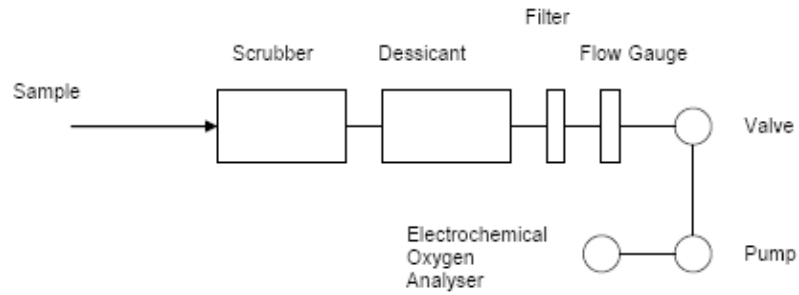 Filter
Scrubber
Dessicant
Flow Gauge
Sample
Valve
Electrochemical
Oxygen
Analyser
Pump